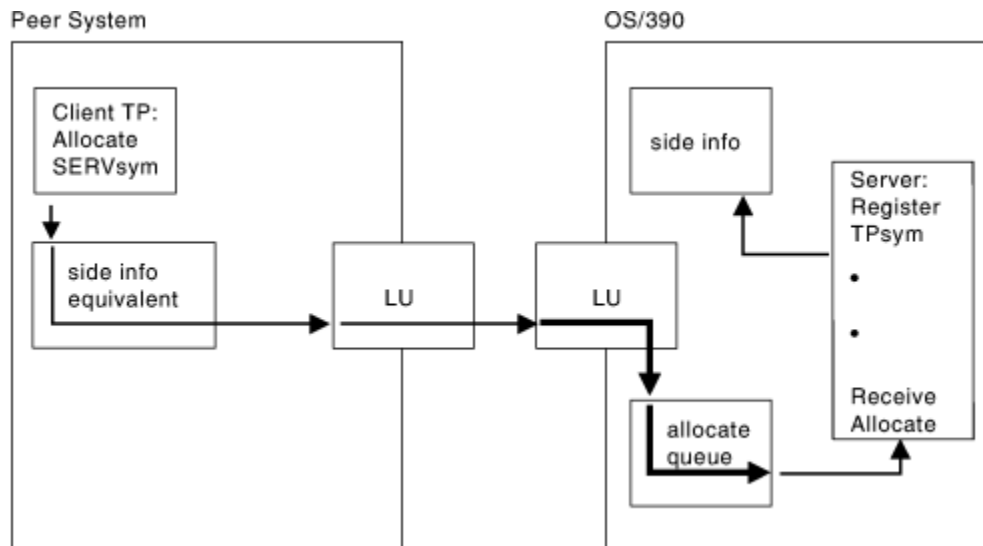 Peer System
OS/390
Client TP:
Allocate
SERVsym
side info
equivalent
LU
LU
side info
Server:
Register
TPsym
•
•
Receive
Allocate
allocate
queue